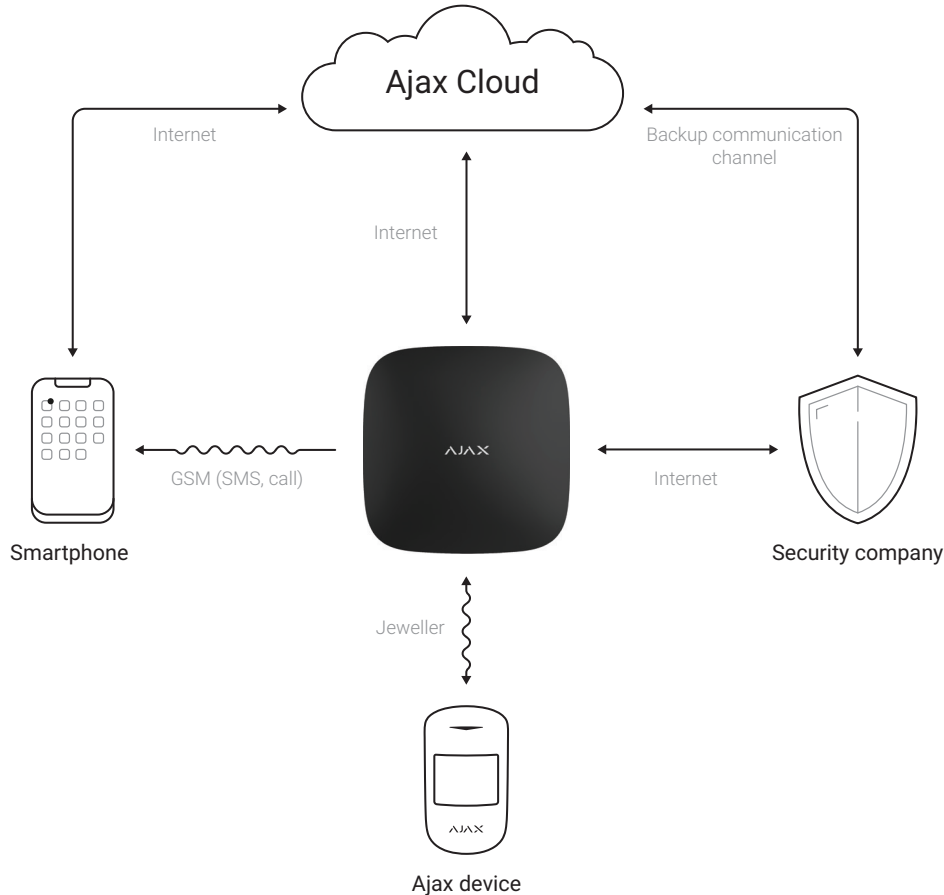 Ajax Cloud
Internet
Backup communication
channel
Internet
AJAX
GSM (SMS, call)
Internet
Smartphone
Security company
Jeweller
AJAX
Ajax device